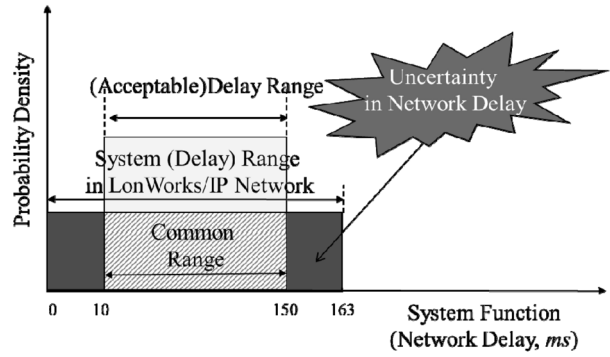 Probability Density
(Acceptable)Delay Range
Uncertainty
in Network Delay
System (Delay) Range
in LonWorks/IP Network
Common
Range
0 10 150 163
System Function
(Network Delay, ms)